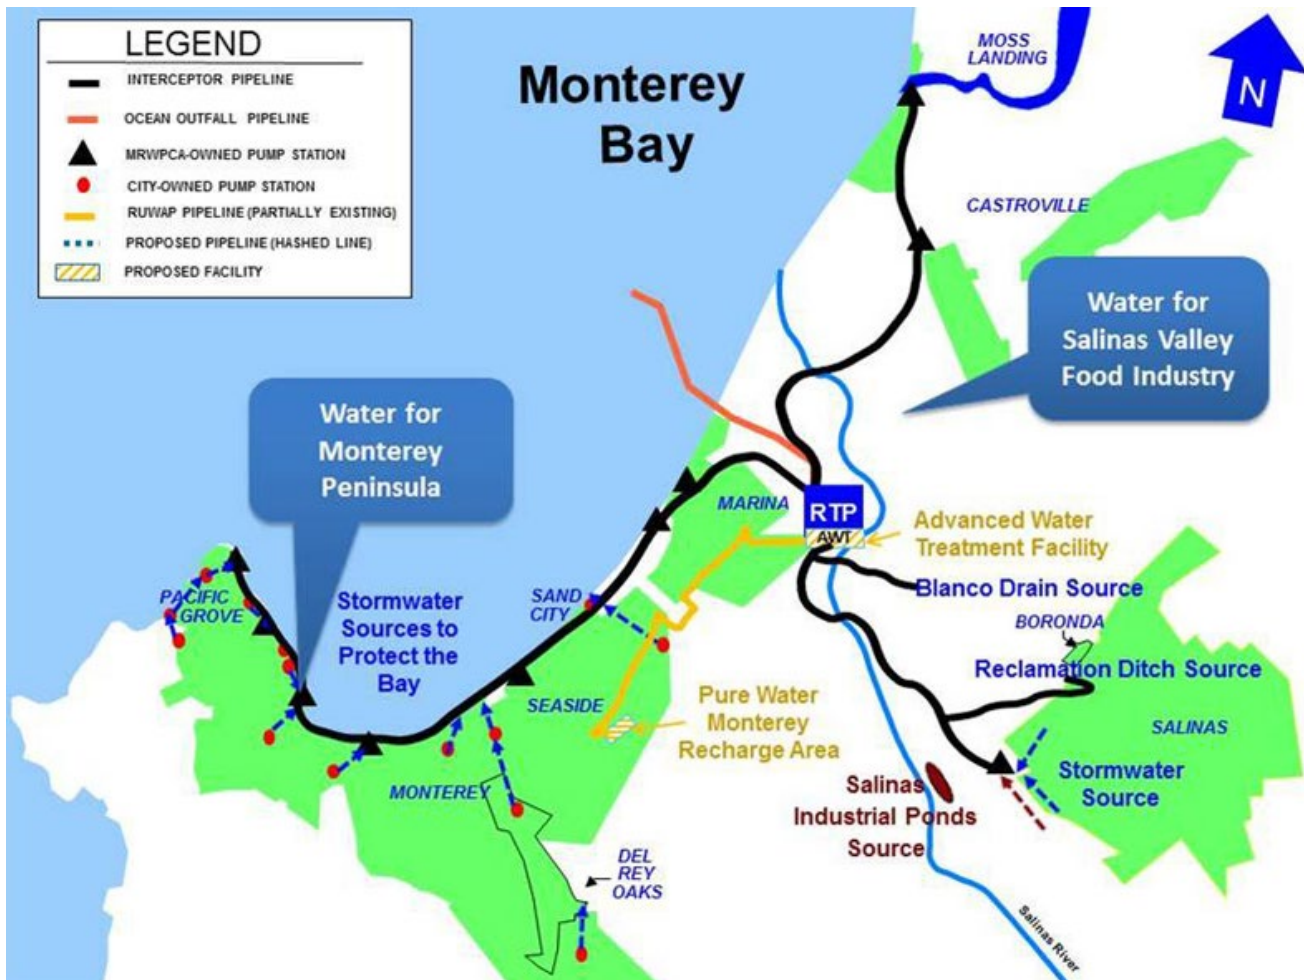 LEGEND
INTERCEPTOR PIPELINE
OCEAN OUTFALL PIPELINE
MRWPCA-OWNED PUMP STATION
CITY-OWNED PUMP STATION
RUWAP PIPELINE (PARTIALLY EXISTING)
PROPOSED PIPELINE (HASHED LINE)
PROPOSED FACILITY
Monterey
Bay
MOSS
LANDING
N
CASTROVILLE
Water for
Salinas Valley
Food Industry
Water for
Monterey
Peninsula
MARINA
RTP
AWT
Advanced Water
Treatment Facility
Blanco Drain Source
BORONDA
Reclamation Ditch Source
SALINAS
Stormwater
Source
PACIFIC
GROVE
Stormwater
Sources to
Protect the
Bay
SAND
CITY
SEASIDE
Pure Water
Monterey
Recharge Area
MONTEREY
Salinas
Industrial Ponds
Source
DEL
REY
OAKS
Salinas River